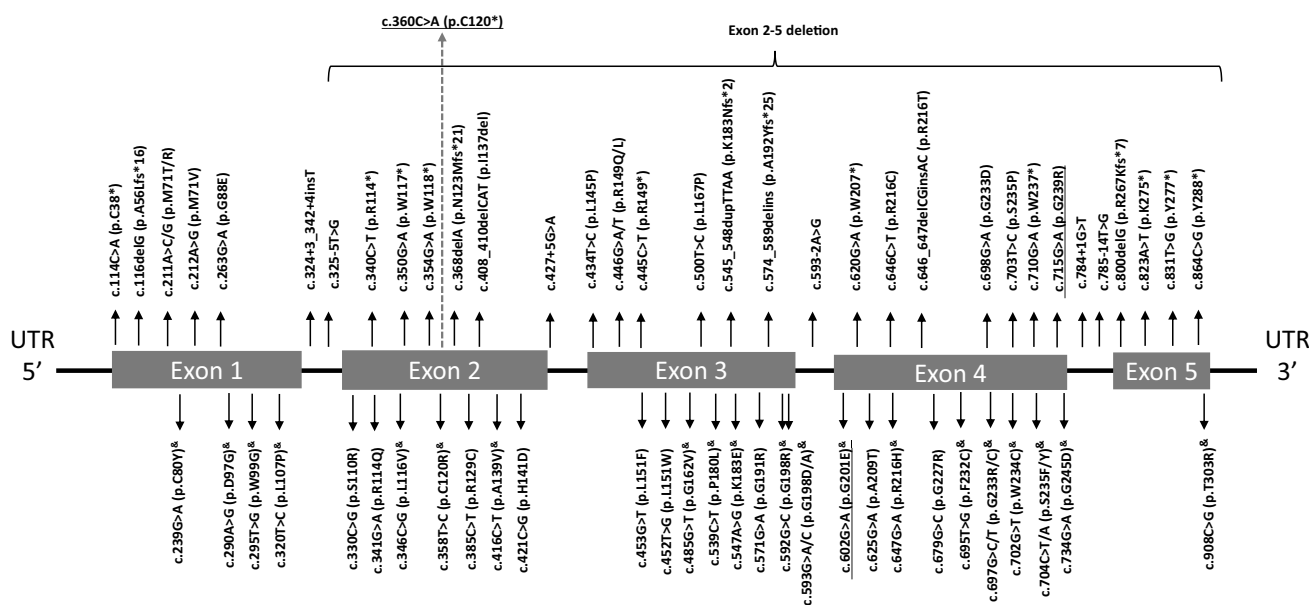 c.360C>A (p.C120*)
Exon 2-5 deletion
c.114C>A (p.C38*)
c.116delG (p.A56Lfs*16)
c.211A>C/G (p.M71T/R)
c.212A>G (p.M71V)
c.263G>A (p.G88E)
c.324+3_342+4insT
c.325-5T>G
c.340C>T (p.R114*)
c.350G>A (p.W117*)
c.354G>A (p.W118*)
c.368delA (p.N123Mfs*21)
c.408_410delCAT (p.I137del)
c.427+5G>A
c.434T>C (p.L145P)
c.446G>A/T (p.R149Q/L)
c.445C>T (p.R149*)
c.500T>C (p.L167P)
c.545_548dupTTAA (p.K183Nfs*2)
c.574_589delins (p.A192Yfs*25)
c.593-2A>G
c.620G>A (p.W207*)
c.646C>T (p.R216C)
c.646_647delCGinsAC (p.R216T)
c.698G>A (p.G233D)
c.703T>C (p.S235P)
c.710G>A (p.W237*)
c.715G>A (p.G239R)
c.784+1G>T
c.785-14T>G
c.800delG (p.R267Kfs*7)
c.823A>T (p.K275*)
c.831T>G (p.Y277*)
c.864C>G (p.Y288*)
UTR
5’
Exon 1
Exon 2
Exon 3
Exon 4
Exon 5
UTR
3’
c.239G>A (p.C80Y)&
c.290A>G (p.D97G)&
c.295T>G (p.W99G)&
c.320T>C (p.L107P)&
c.330C>G (p.S110R)
c.341G>A (p.R114Q)
c.346C>G (p.L116V)&
c.358T>C (p.C120R)&
c.385C>T (p.R129C)
c.416C>T (p.A139V)&
c.421C>G (p.H141D)
c.453G>T (p.L151F)
c.452T>G (p.L151W)
c.485G>T (p.G162V)&
c.539C>T (p.P180L)&
c.547A>G (p.K183E)&
c.571G>A (p.G191R)
c.592G>C (p.G198R)&
c.593G>A/C (p.G198D/A)&
c.602G>A (p.G201E)&
c.625G>A (p.A209T)
c.647G>A (p.R216H)&
c.679G>C (p.G227R)
c.695T>G (p.F232C)&
c.697G>C/T (p.G233R/C)&
c.702G>T (p.W234C)&
c.704C>T/A (p.S235F/Y)&
c.734G>A (p.G245D)&
c.908C>G (p.T303R)&